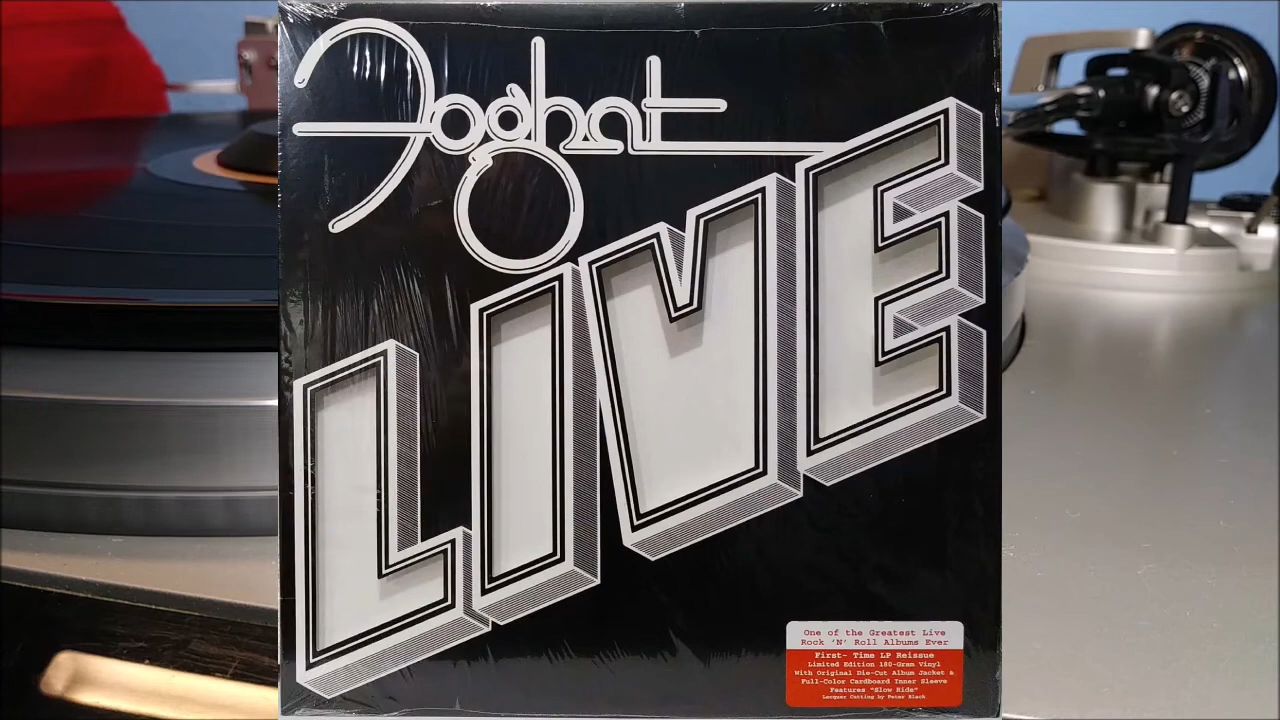 Foghat
LIVE
One of the Greatest Live
Rock 'N' Roll Albums Ever
First- Time LP Reissue
Limited Edition 180-Gram Vinyl
With Original Die-Cut Album Jacket &
Full-Color Cardboard Inner Sleeve
Features "Slow Ride"
Lacquer Cutting by Peter Black